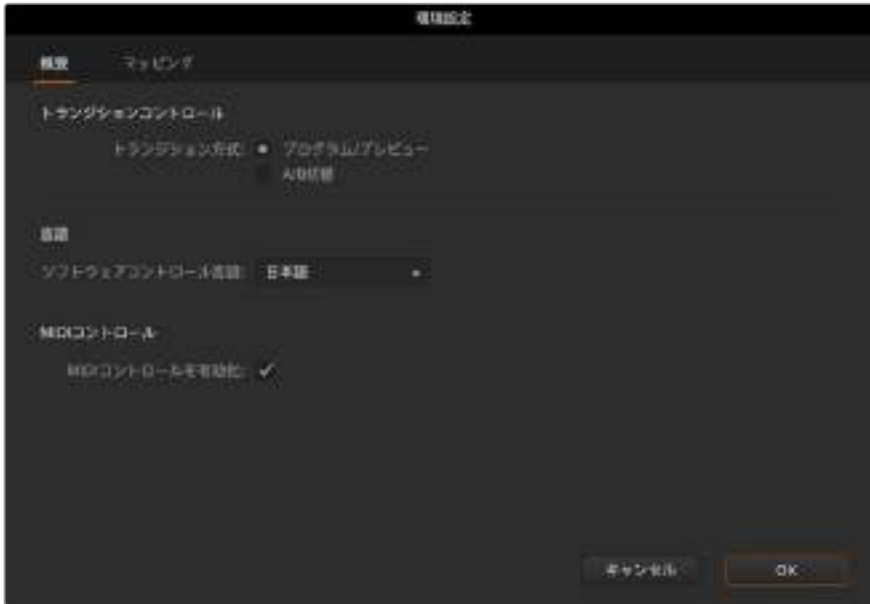 環境設定
概要 マッピング
トランジションコントロール
トランジション方式: プログラム/プレビュー
A/B切替
言語
ソフトウェアコントロール言語: 日本語
MIDIコントロール
MIDIコントロールを有効化:
キャンセル OK